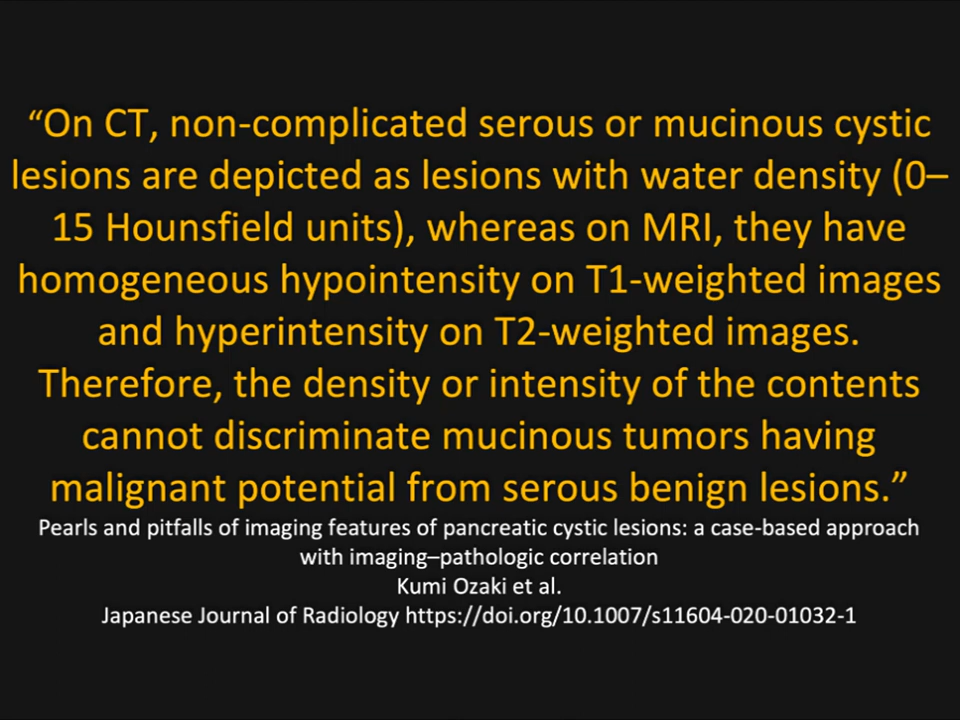 “On CT, non-complicated serous or mucinous cystic
lesions are depicted as lesions with water density (0–
15 Hounsfield units), whereas on MRI, they have
homogeneous hypointensity on T1-weighted images
and hyperintensity on T2-weighted images.
Therefore, the density or intensity of the contents
cannot discriminate mucinous tumors having
malignant potential from serous benign lesions.”
Pearls and pitfalls of imaging features of pancreatic cystic lesions: a case-based approach
with imaging–pathologic correlation
Kumi Ozaki et al.
Japanese Journal of Radiology https://doi.org/10.1007/s11604-020-01032-1